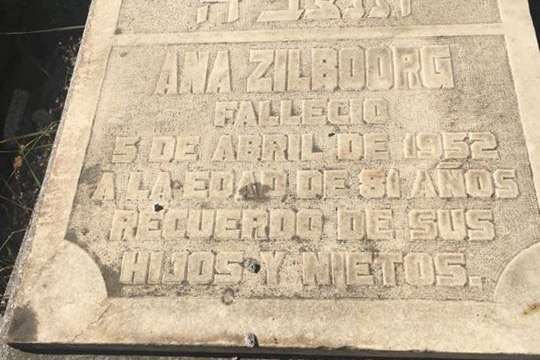 ANA ZILBOORG
FALLECIO
5 DE ABRIL DE 1952
A LA EDAD DE 81 AÑOS
RECUERDO DE SUS
HIJOS Y NIETOS.